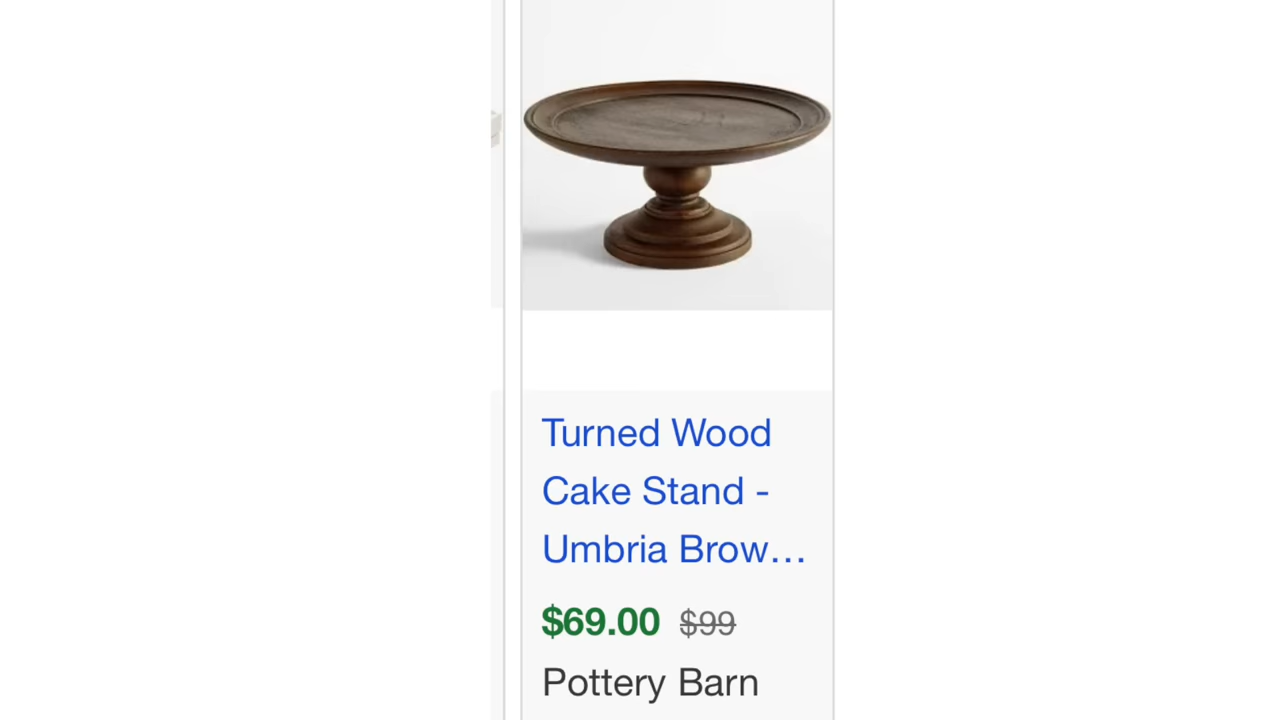 Turned Wood
Cake Stand -
Umbria Brow...
$69.00 $99
Pottery Barn